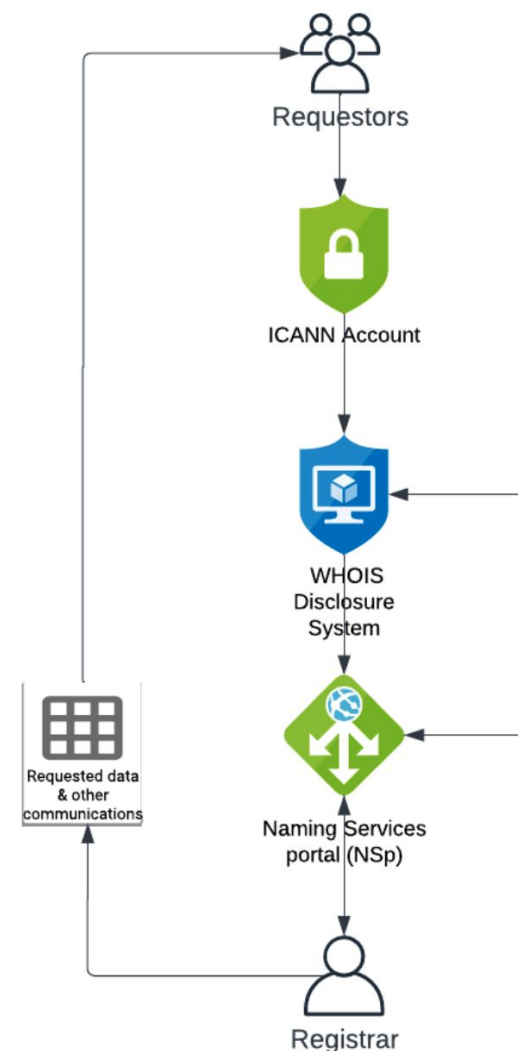 Requestors
ICANN Account
WHOIS
Disclosure
System
Requested data
& other
communications
Naming Services
portal (NSp)
Registrar